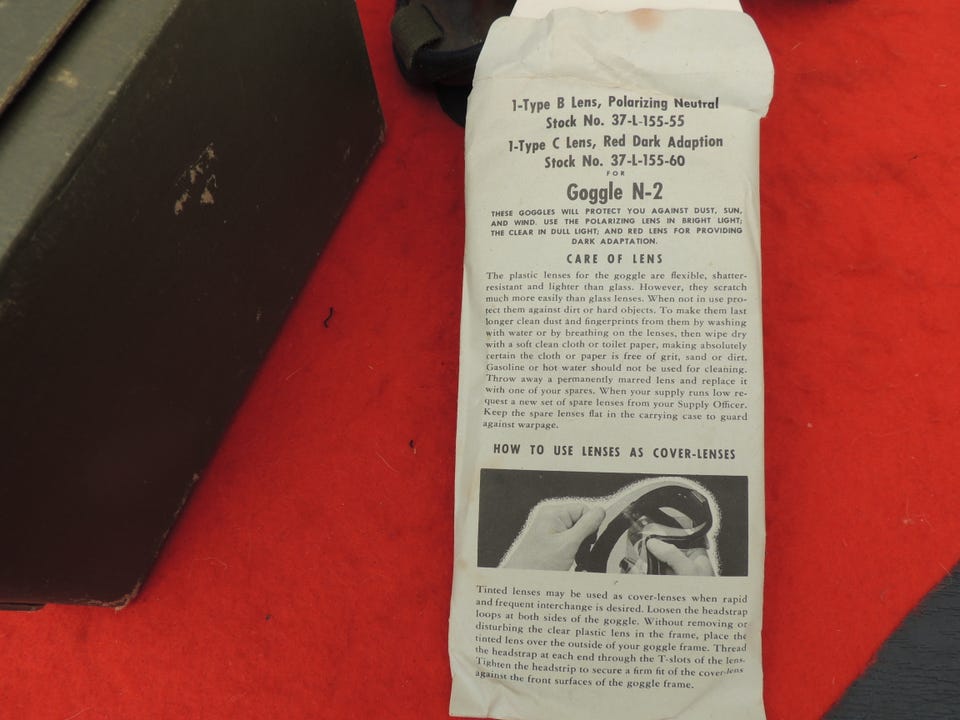 1-Type B Lens, Polarizing Neutral
Stock No. 37-L-155-55
1-Type C Lens, Red Dark Adaption
Stock No. 37-L-155-60
FOR
Goggle N-2
THESE GOGGLES WILL PROTECT YOU AGAINST DUST, SUN,
AND WIND. USE THE POLARIZING LENS IN BRIGHT LIGHT;
THE CLEAR IN DULL LIGHT; AND RED LENS FOR PROVIDING
DARK ADAPTATION.
CARE OF LENS
The plastic lenses for the goggle are flexible, shatter-
resistant and lighter than glass. However, they scratch
much more easily than glass lenses. When not in use pro-
tect them against dirt or hard objects. To make them last
longer clean dust and fingerprints from them by washing
with water or by breathing on the lenses, then wipe dry
with a soft clean cloth or toilet paper, making absolutely
certain the cloth or paper is free of grit, sand or dirt.
Gasoline or hot water should not be used for cleaning.
Throw away a permanently marred lens and replace it
with one of your spares. When your supply runs low re-
quest a new set of spare lenses from your Supply Officer.
Keep the spare lenses flat in the carrying case to guard
against warpage.
HOW TO USE LENSES AS COVER-LENSES
Tinted lenses may be used as cover-lenses when rapid
and frequent interchange is desired. Loosen the headstrap
loops at both sides of the goggle. Without removing or
disturbing the clear plastic lens in the frame, place the
tinted lens over the outside of your goggle frame. Thread
the headstrap at each end through the T-slots of the lens.
Tighten the headstrip to secure a firm fit of the cover-lens
against the front surfaces of the goggle frame.